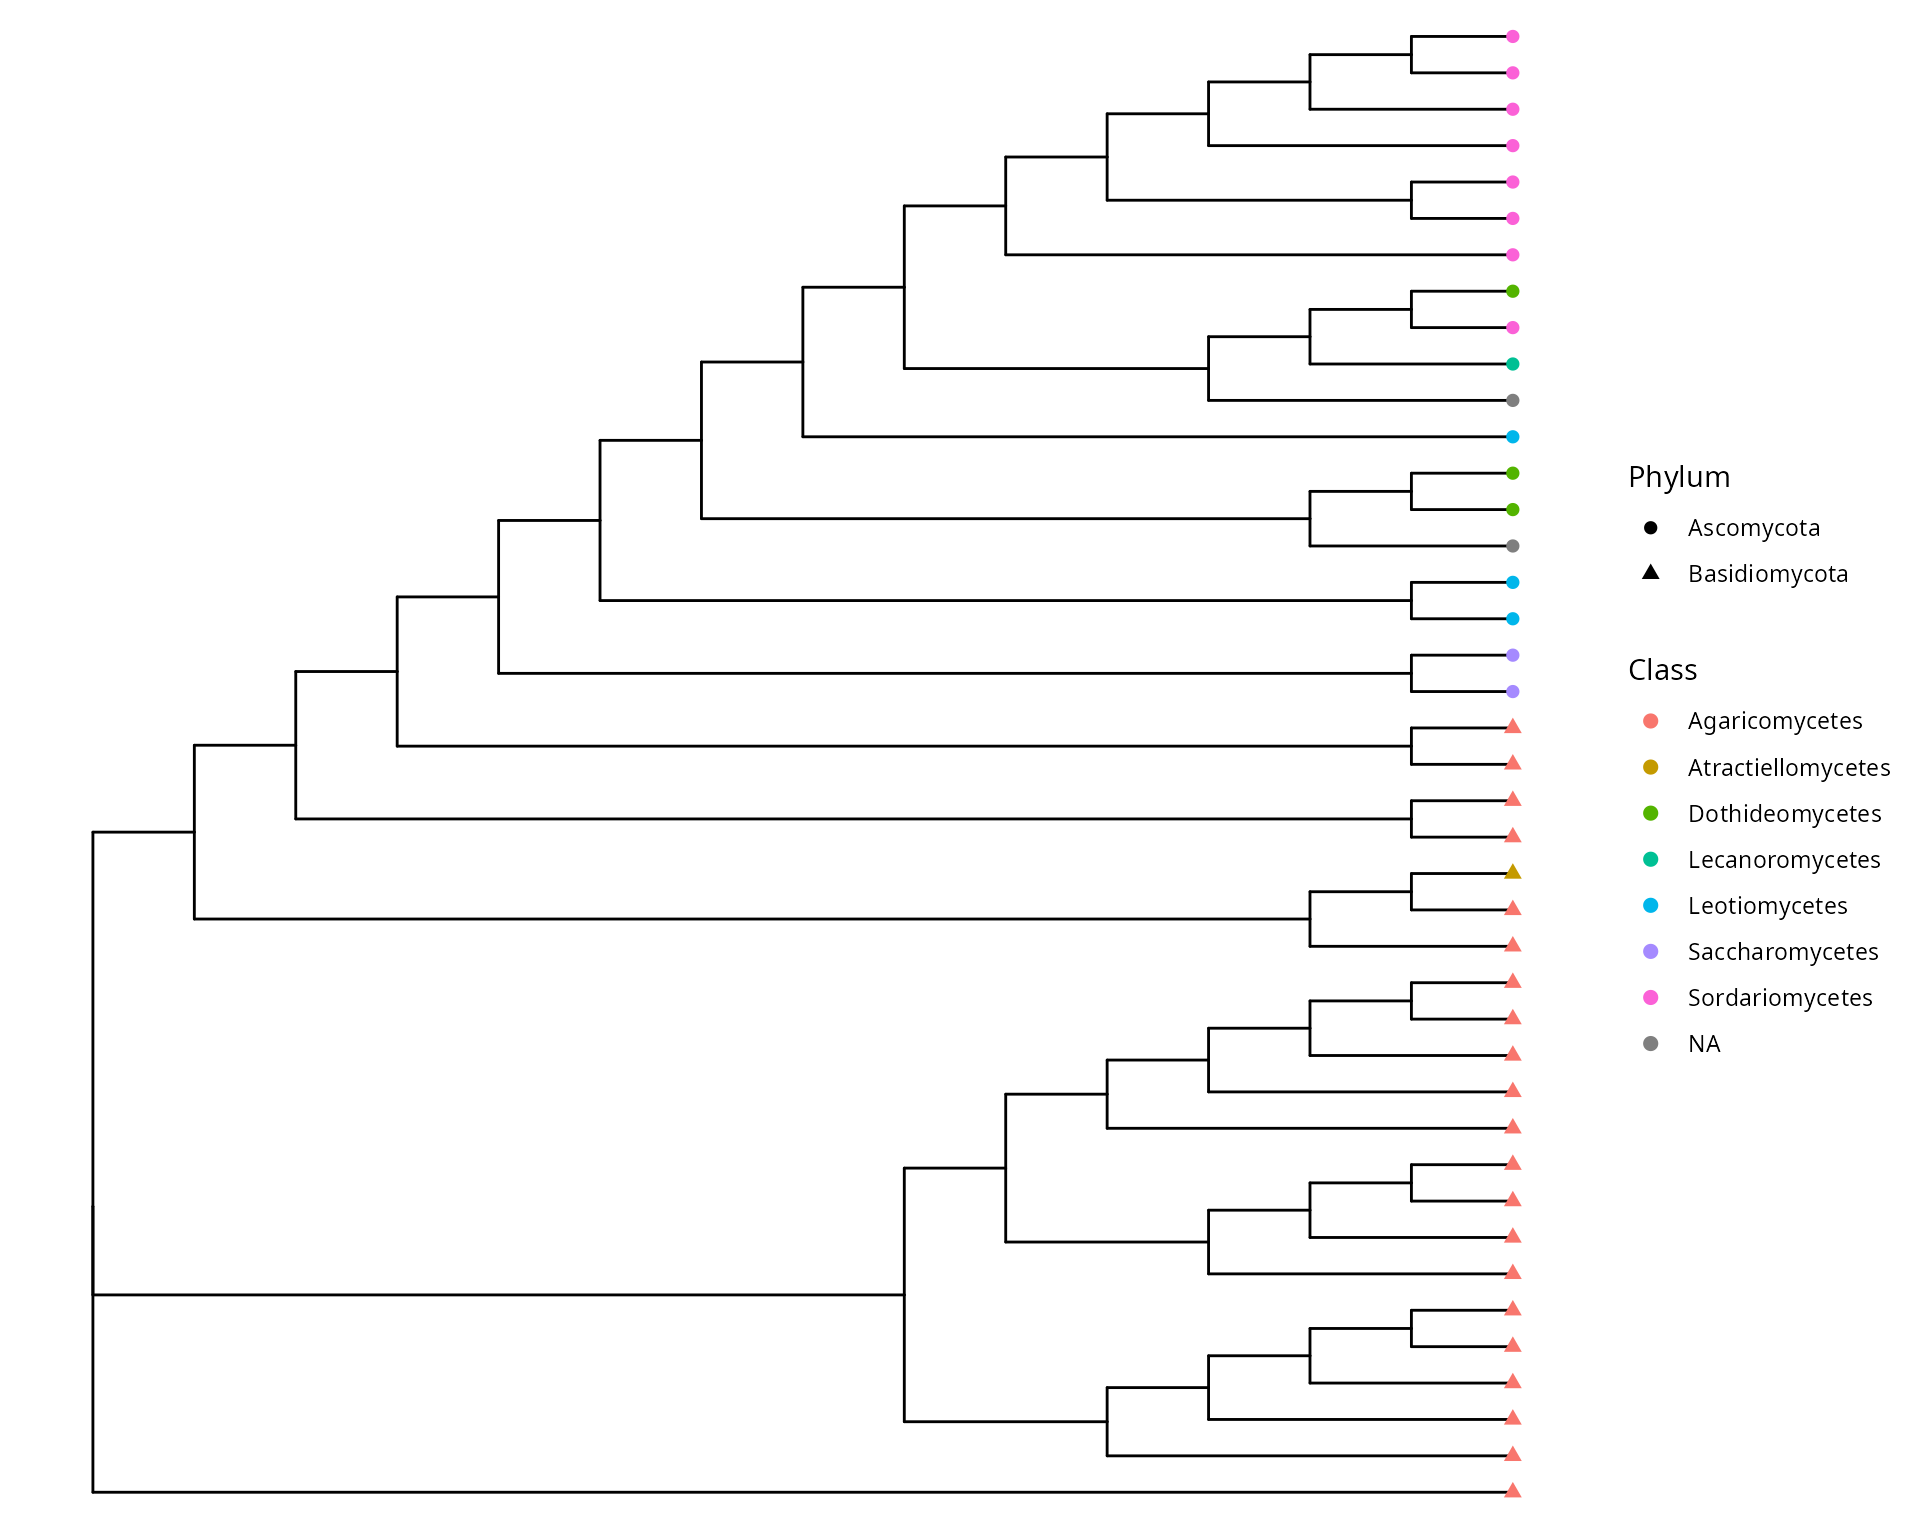 Phylum
Ascomycota
Basidiomycota
Class
Agaricomycetes
Atractiellomycetes
Dothideomycetes
Lecanoromycetes
Leotiomycetes
Saccharomycetes
Sordariomycetes
NA